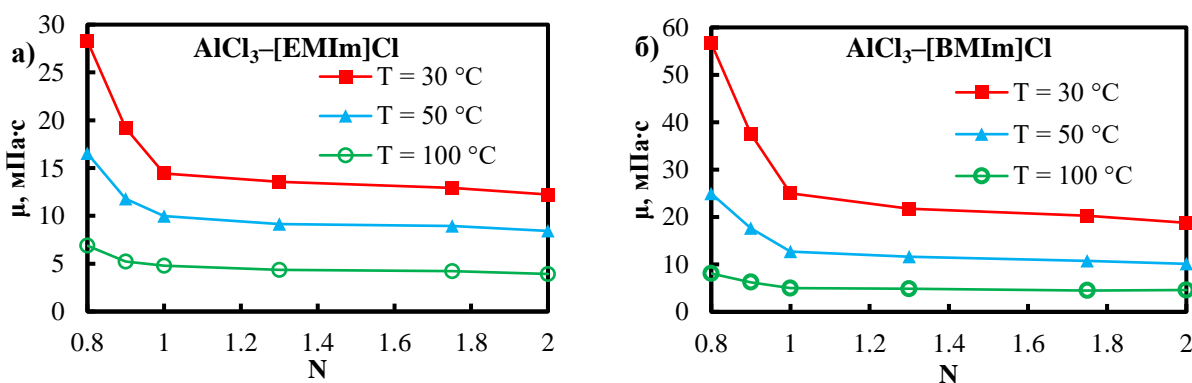 а)
AlCl₃–[EMIm]Cl
T = 30 °C
T = 50 °C
T = 100 °C
μ, мПа·с
30
25
20
15
10
5
0
0.8 1 1.2 1.4 1.6 1.8 2
N
б)
AlCl₃–[BMIm]Cl
T = 30 °C
T = 50 °C
T = 100 °C
μ, мПа·с
60
50
40
30
20
10
0
0.8 1 1.2 1.4 1.6 1.8 2
N